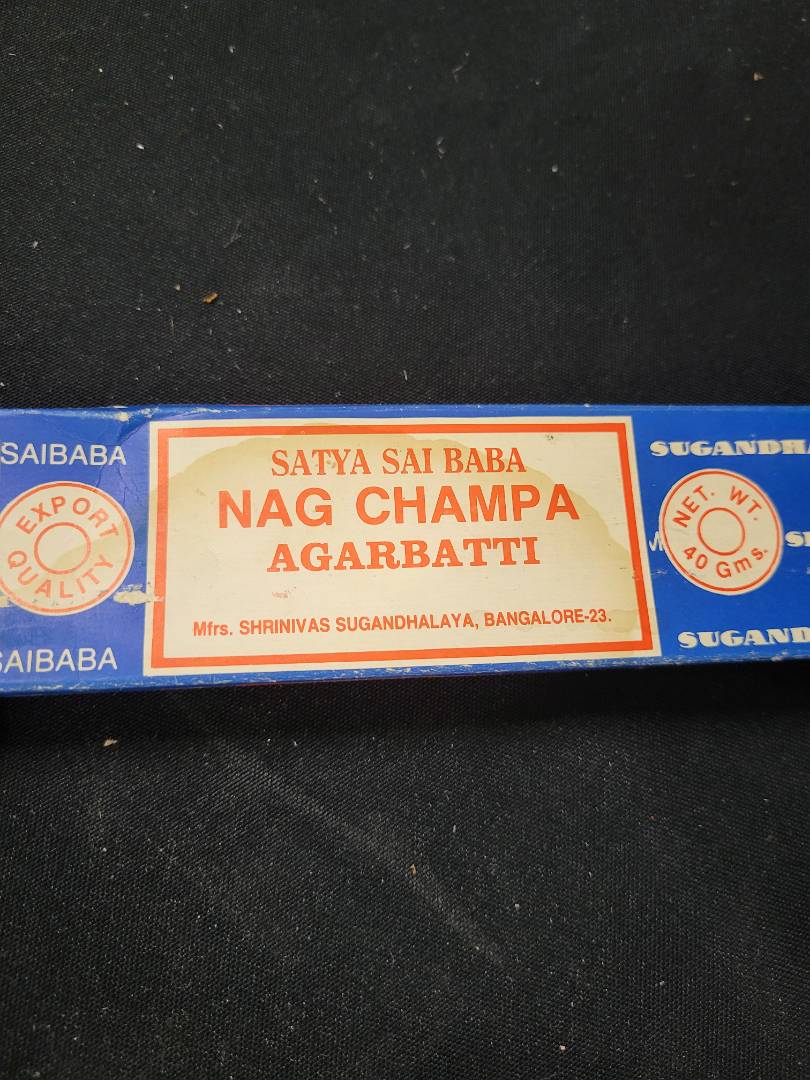 SAIBABA
EXPORT
QUALITY
SAIBABA
SATYA SAI BABA
NAG CHAMPA
AGARBATTI
Mfrs. SHRINIVAS SUGANDHALAYA, BANGALORE-23.
NET. WT.
40 Gms.